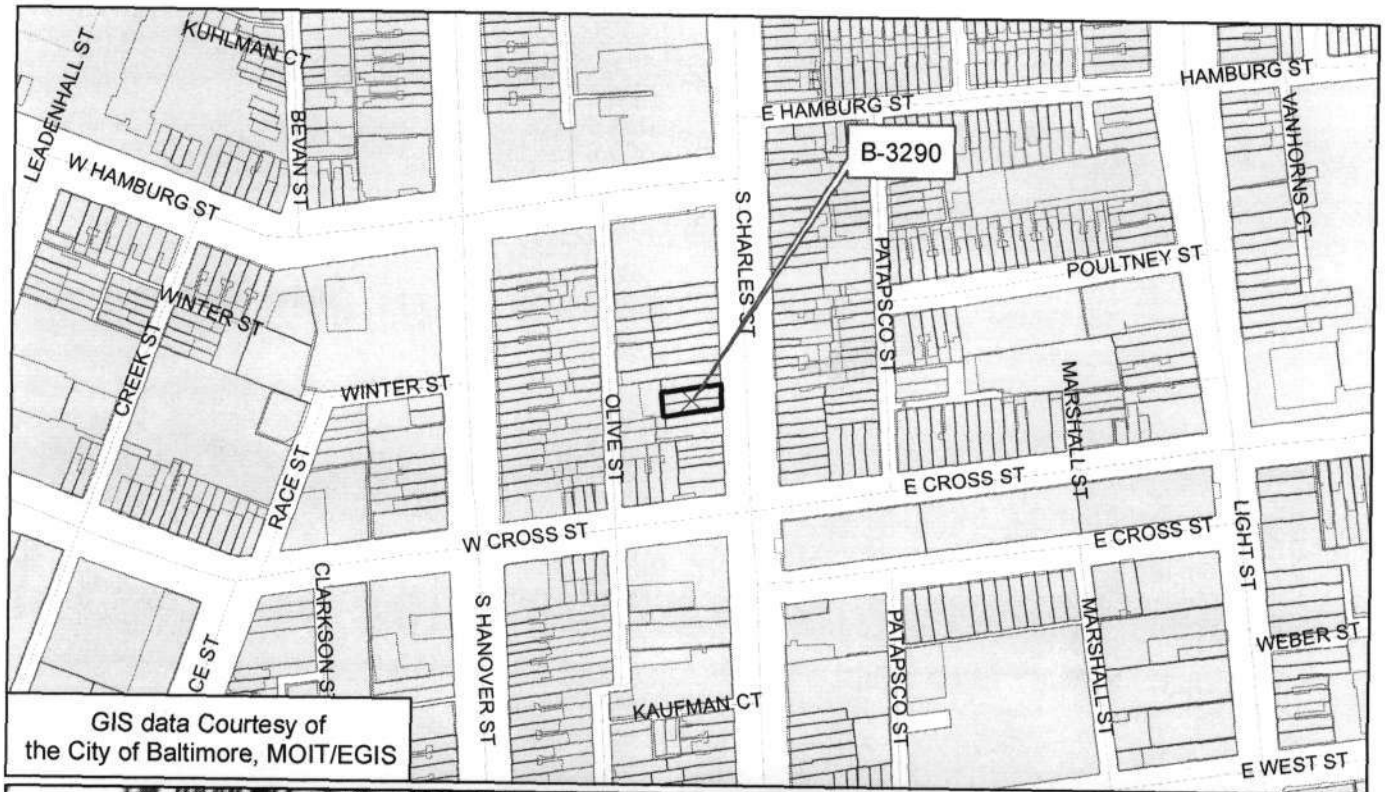 KUHLMAN CT
LEADENHALL ST
BEVAN ST
W HAMBURG ST
E HAMBURG ST
HAMBURG ST
VANHORNS CT
B-3290
S CHARLES ST
PATAPSCO ST
POULTNEY ST
WINTER ST
CREEK ST
WINTER ST
RACE ST
OLIVE ST
MARSHALL ST
E CROSS ST
W CROSS ST
E CROSS ST
LIGHT ST
CLARKSON S
S HANOVER ST
CE ST
PATAPSCO ST
MARSHALL ST
WEBER ST
KAUFMAN CT
E WEST ST
GIS data Courtesy of
the City of Baltimore, MOIT/EGIS